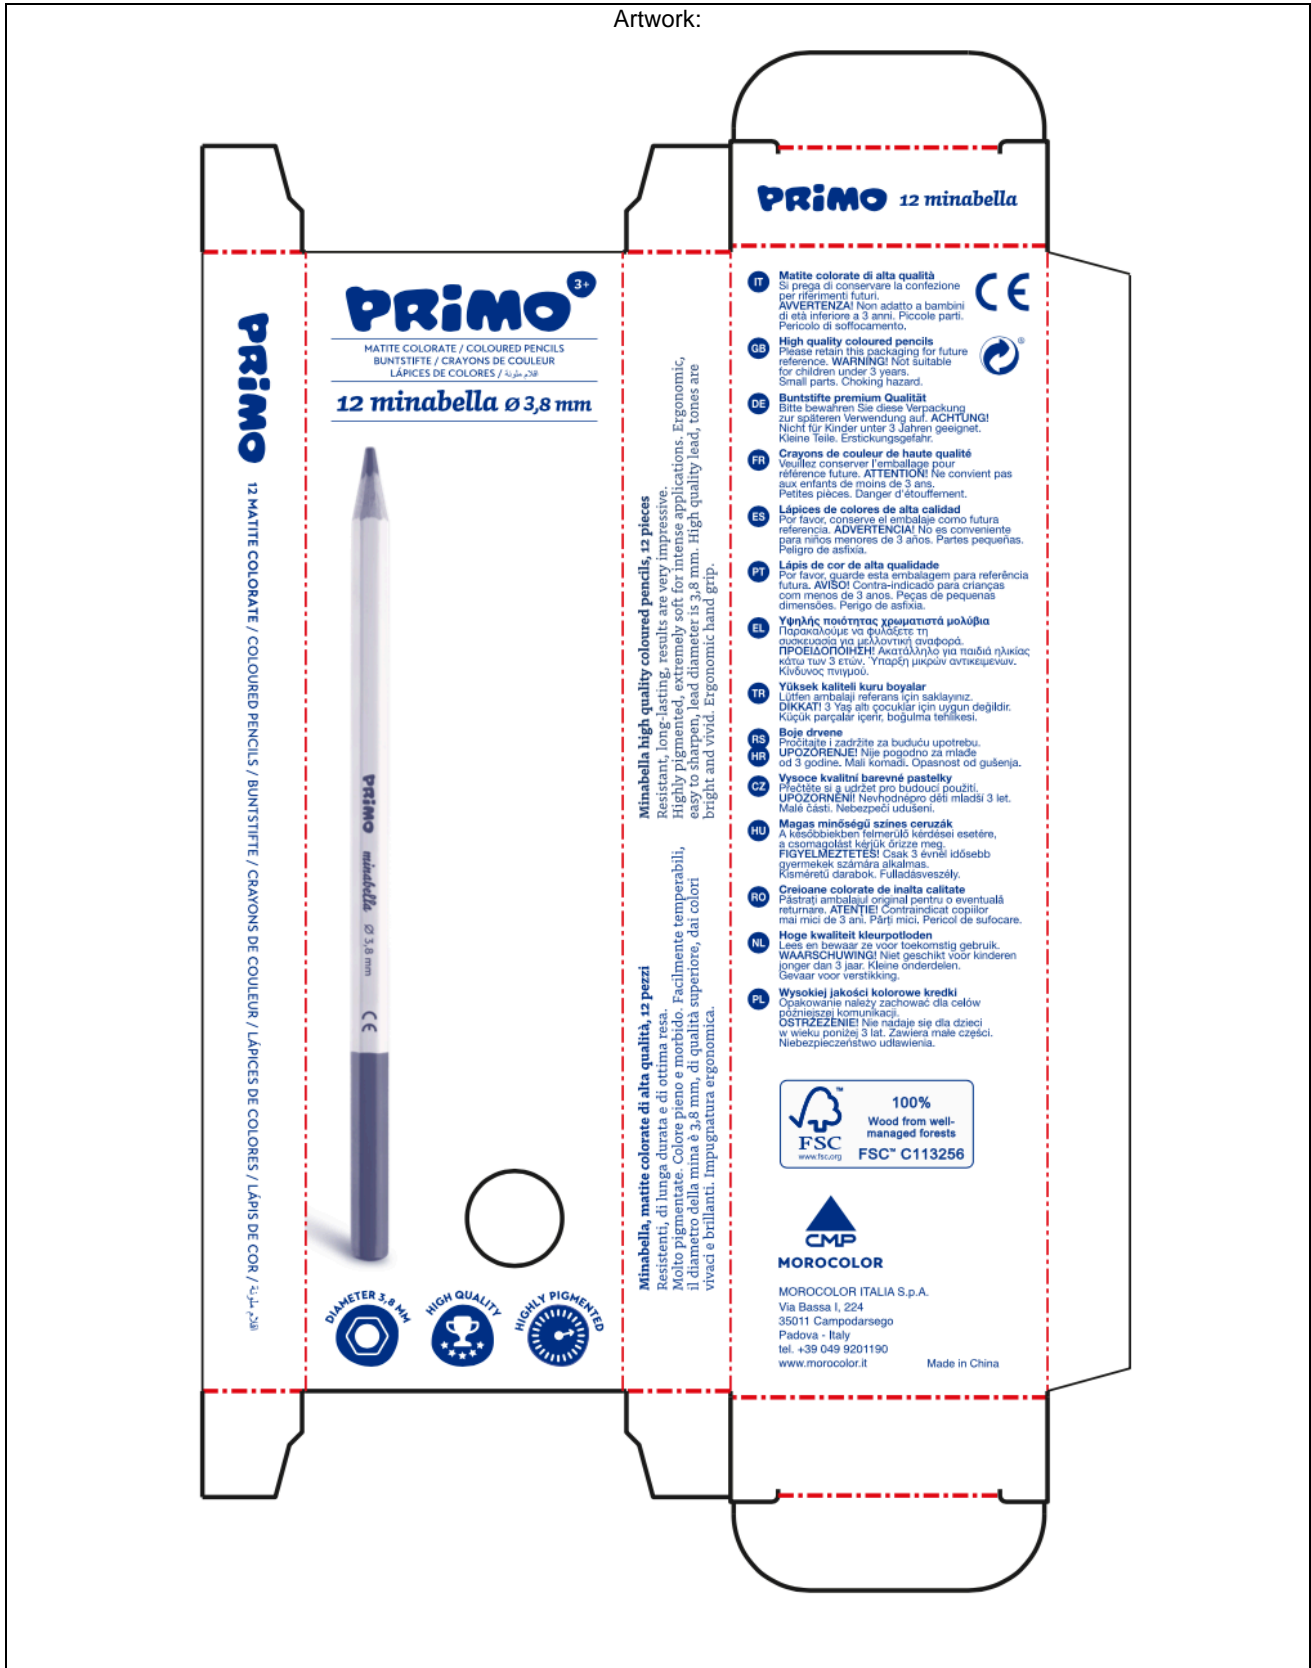 Artwork:
PRiMO 12 minabella
PRiMO 3+
MATITE COLORATE / COLOURED PENCILS
BUNTSTIFTE / CRAYONS DE COULEUR
LÁPICES DE COLORES / اقلام ملونة
12 minabella Ø 3,8 mm
PRiMO 12 MATITE COLORATE / COLOURED PENCILS / BUNTSTIFTE / CRAYONS DE COULEUR / LÁPICES DE COLORES / LÁPIS DE COR / اقلام ملونة
PRiMO minabella Ø 3,8 mm CE
DIAMETER 3,8 MM
HIGH QUALITY
HIGHLY PIGMENTED
Minabella high quality coloured pencils, 12 pieces
Resistant, long-lasting, results are very impressive.
Highly pigmented, extremely soft for intense applications. Ergonomic,
easy to sharpen, lead diameter is 3,8 mm. High quality lead, tones are
bright and vivid. Ergonomic hand grip.
Minabella, matite colorate di alta qualità, 12 pezzi
Resistenti, di lunga durata e di ottima resa.
Molto pigmentate. Colore pieno e morbido. Facilmente temperabili,
il diametro della mina è 3,8 mm, di qualità superiore, dai colori
vivaci e brillanti. Impugnatura ergonomica.
IT Matite colorate di alta qualità
Si prega di conservare la confezione
per riferimenti futuri.
AVVERTENZA! Non adatto a bambini
di età inferiore a 3 anni. Piccole parti.
Pericolo di soffocamento.
CE
GB High quality coloured pencils
Please retain this packaging for future
reference. WARNING! Not suitable
for children under 3 years.
Small parts. Choking hazard.
®
DE Buntstifte premium Qualität
Bitte bewahren Sie diese Verpackung
zur späteren Verwendung auf. ACHTUNG!
Nicht für Kinder unter 3 Jahren geeignet.
Kleine Teile. Erstickungsgefahr.
FR Crayons de couleur de haute qualité
Veuillez conserver l'emballage pour
référence future. ATTENTION! Ne convient pas
aux enfants de moins de 3 ans.
Petites pièces. Danger d'étouffement.
ES Lápices de colores de alta calidad
Por favor, conserve el embalaje como futura
referencia. ADVERTENCIA! No es conveniente
para niños menores de 3 años. Partes pequeñas.
Peligro de asfixía.
PT Lápis de cor de alta qualidade
Por favor, guarde esta embalagem para referência
futura. AVISO! Contra-indicado para crianças
com menos de 3 anos. Peças de pequenas
dimensões. Perigo de asfixia.
EL Υψηλής ποιότητας χρωματιστά μολύβια
Παρακαλούμε να φυλάξετε τη
συσκευασία για μελλοντική αναφορά.
ΠΡΟΕΙΔΟΠΟΙΗΣΗ! Ακατάλληλο για παιδιά ηλικίας
κάτω των 3 ετών. Ύπαρξη μικρών αντικειμενων.
Κίνδυνος πνιγμού.
TR Yüksek kaliteli kuru boyalar
Lütfen ambalaji referans için saklayınız.
DİKKAT! 3 Yaş altı çocuklar için uygun değildir.
Küçük parçalar içerir, boğulma tehlikesi.
RS Boje drvene
Pročitajte i zadržite za buduću upotrebu.
HR UPOZORENJE! Nije pogodno za mlađe
od 3 godine. Mali komadi. Opasnost od gušenja.
CZ Vysoce kvalitní barevné pastelky
Přečtěte si a udržet pro budoucí použití.
UPOZORNĚNÍ! Nevhodnépro děti mladší 3 let.
Malé části. Nebezpečí udušení.
HU Magas minőségű színes ceruzák
A későbbiekben felmerülő kérdései esetére,
a csomagolást kérjük őrizze meg.
FIGYELMEZTETÉS! Csak 3 évnél idősebb
gyermekek számára alkalmas.
Kisméretű darabok. Fulladásveszély.
RO Creioane colorate de inalta calitate
Păstrați ambalajul original pentru o eventuală
returnare. ATENȚIE! Contraindicat copiilor
mai mici de 3 ani. Părți mici. Pericol de sufocare.
NL Hoge kwaliteit kleurpotloden
Lees en bewaar ze voor toekomstig gebruik.
WAARSCHUWING! Niet geschikt voor kinderen
jonger dan 3 jaar. Kleine onderdelen.
Gevaar voor verstikking.
PL Wysokiej jakości kolorowe kredki
Opakowanie należy zachować dla celów
późniejszej komunikacji.
OSTRZEŻENIE! Nie nadaje się dla dzieci
w wieku poniżej 3 lat. Zawiera małe części.
Niebezpieczeństwo udławienia.
FSC ™
www.fsc.org
100%
Wood from well-
managed forests
FSC™ C113256
CMP
MOROCOLOR
MOROCOLOR ITALIA S.p.A.
Via Bassa I, 224
35011 Campodarsego
Padova - Italy
tel. +39 049 9201190
www.morocolor.it Made in China